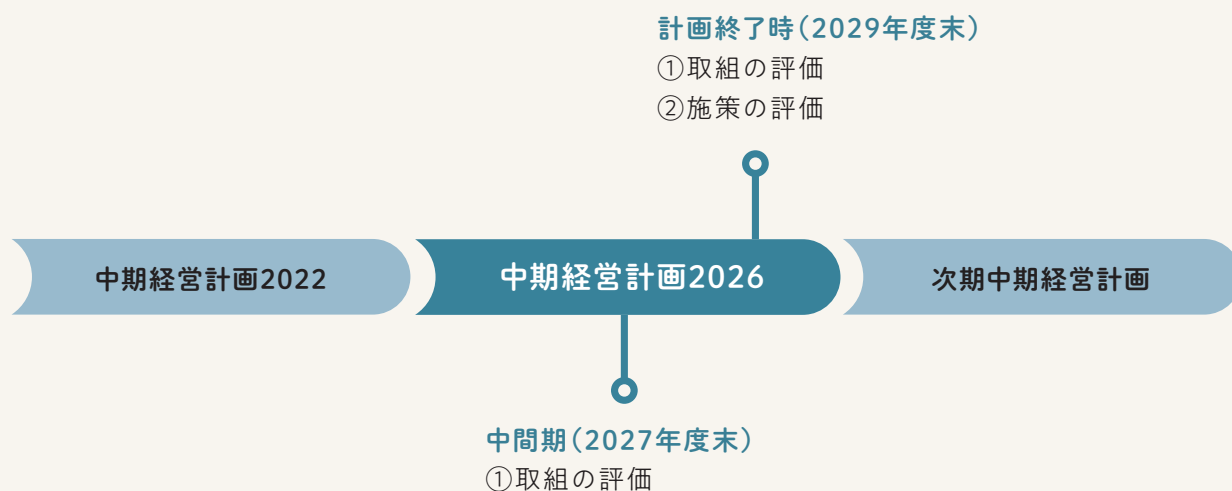 計画終了時（2029年度末）
①取組の評価
②施策の評価
中期経営計画2022
中期経営計画2026
次期中期経営計画
中間期（2027年度末）
①取組の評価